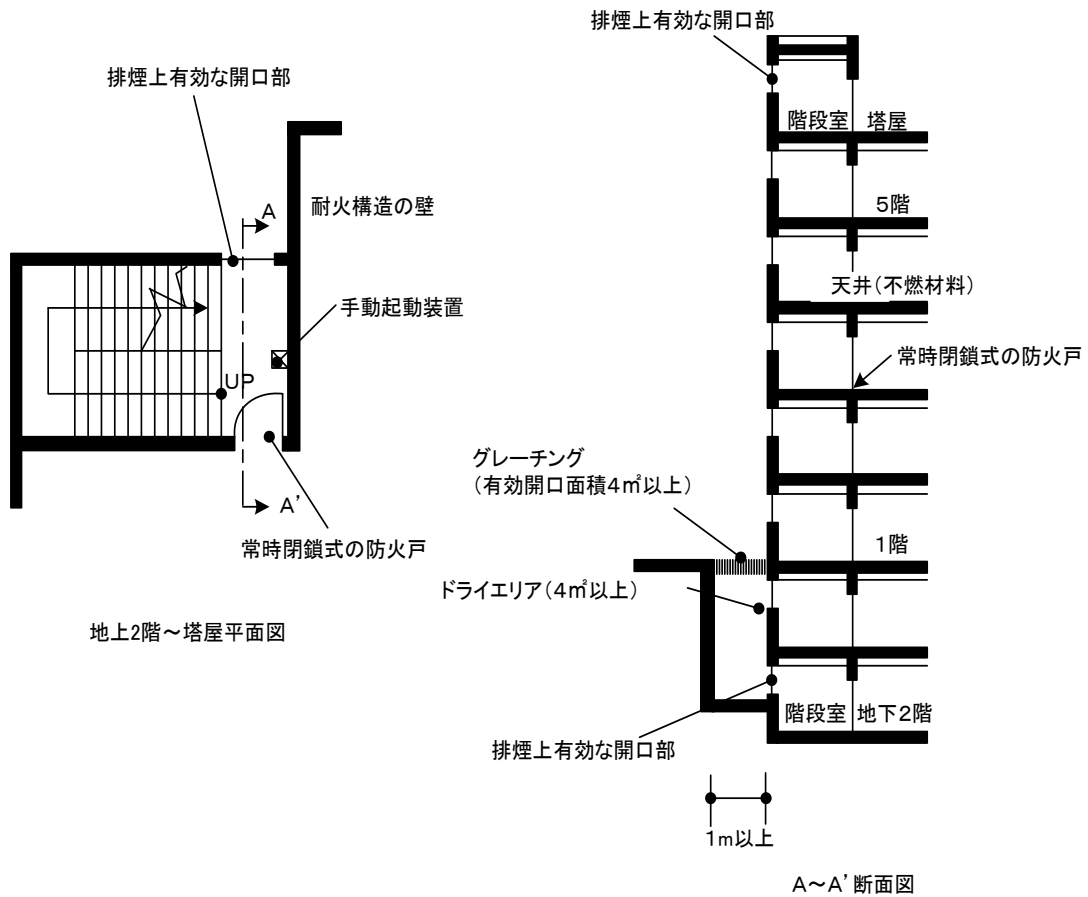 排煙上有効な開口部
A
耐火構造の壁
手動起動装置
UP
A’
常時閉鎖式の防火戸
地上2階～塔屋平面図
排煙上有効な開口部
階段室
塔屋
5階
天井（不燃材料）
常時閉鎖式の防火戸
グレーチング
（有効開口面積4㎡以上）
1階
ドライエリア（4㎡以上）
階段室
地下2階
排煙上有効な開口部
1m以上
A～A’断面図